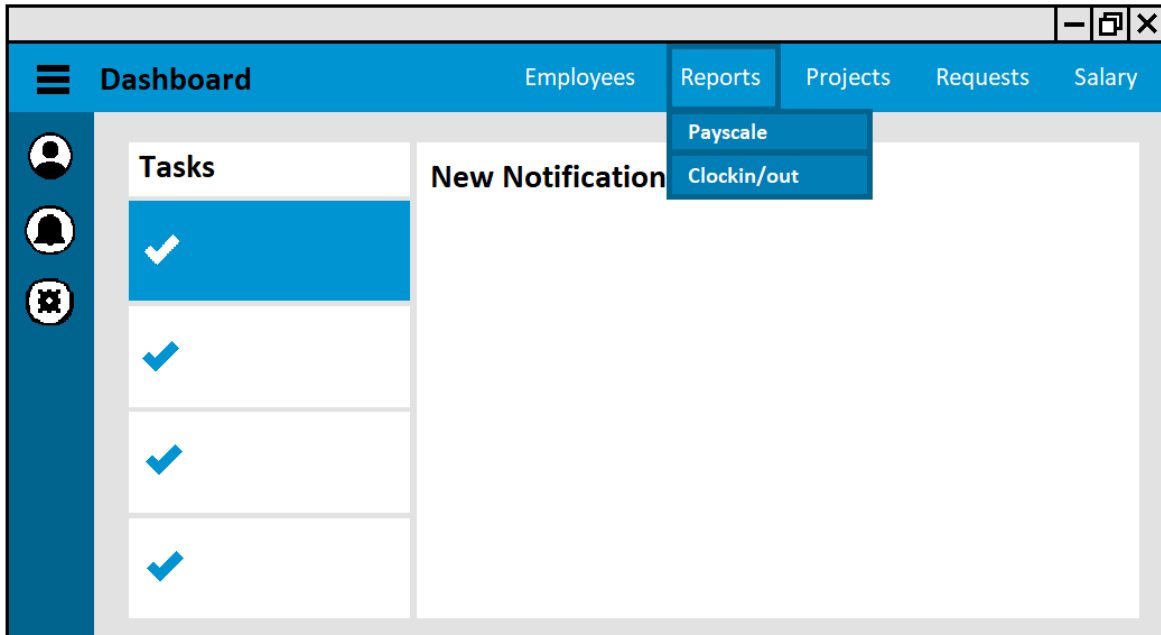 Dashboard
Employees
Reports
Projects
Requests
Salary
Payscale
Clockin/out
Tasks
New Notification